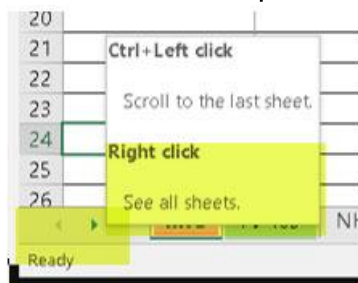 20
21
Ctrl+Left click
22
23
Scroll to the last sheet.
24
Right click
25
26
See all sheets.
Ready